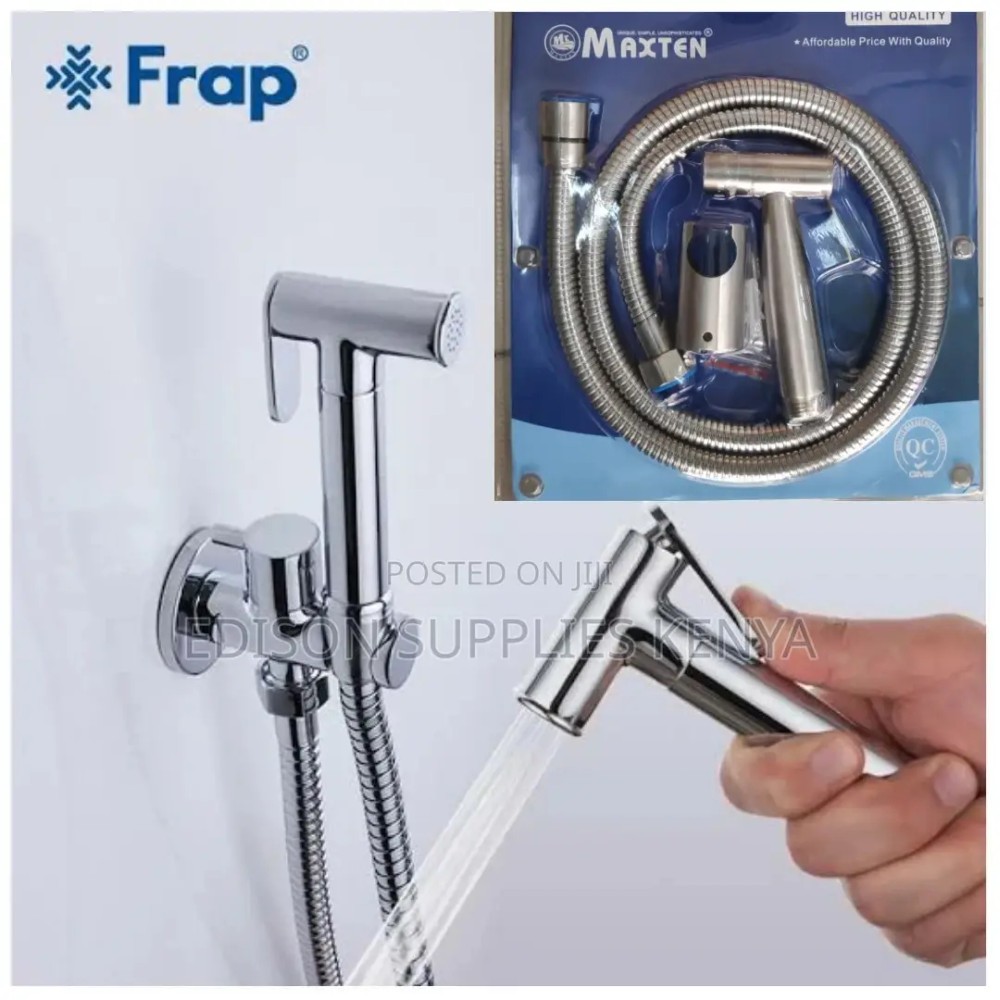 Frap®
HIGH QUALITY
UNIQUE, SIMPLE, UNSOPHISTICATED
MAXTEN®
★Affordable Price With Quality
QC
POSTED ON JIJI
EDISON SUPPLIES KENYA